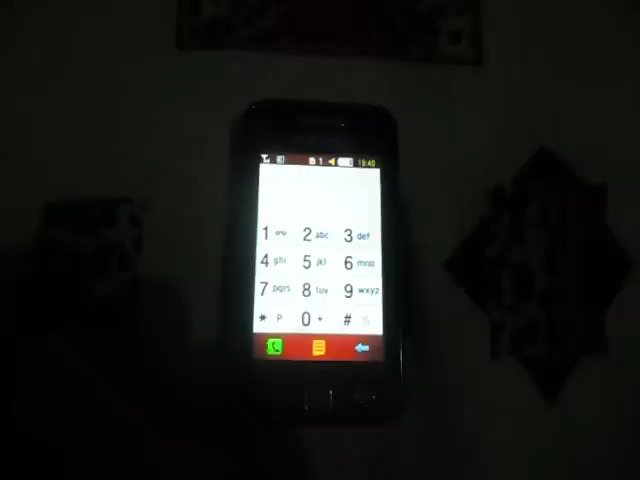 1 19:40
1 2 abc 3 def
4 ghi 5 jkl 6 mno
7 pqrs 8 tuv 9 wxyz
* P 0 + #